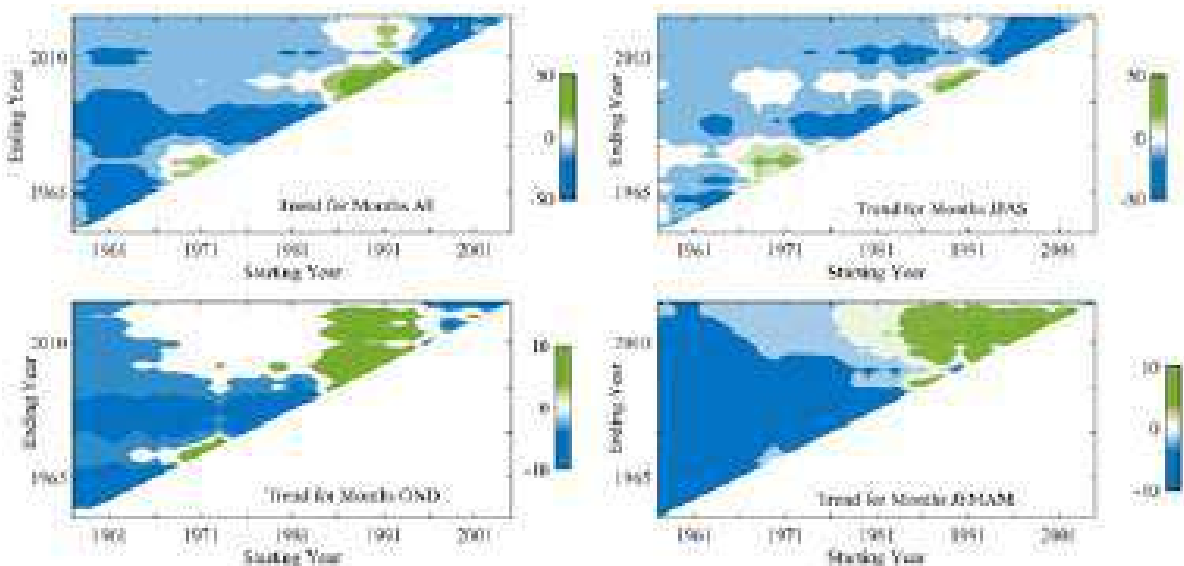 Ending Year
2010
1965
50
0
-50
Trend for Months All
1961 1971 1981 1991 2001
Starting Year
Ending Year
2010
1965
50
0
-50
Trend for Months JJAS
1961 1971 1981 1991 2001
Starting Year
Ending Year
2010
1965
10
0
-10
Trend for Months OND
1961 1971 1981 1991 2001
Starting Year
Ending Year
2010
1965
10
0
-10
Trend for Months JFMAM
1961 1971 1981 1991 2001
Starting Year